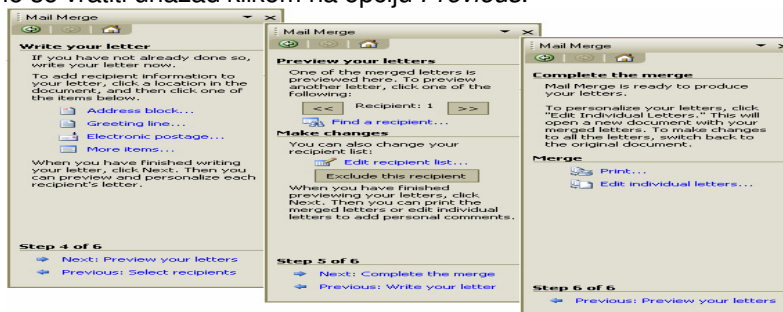 se vratiti unazad klikom na opciju Previous.
Mail Merge
Write your letter
If you have not already done so,
write your letter now.
To add recipient information to
your letter, click a location in the
document, and then click one of
the items below.
Address block...
Greeting line...
Electronic postage...
More items...
When you have finished writing
your letter, click Next. Then you
can preview and personalize each
recipient's letter.
Step 4 of 6
Next: Preview your letters
Previous: Select recipients
Mail Merge
Preview your letters
One of the merged letters is
previewed here. To preview
another letter, click one of the
following:
<< Recipient: 1 >>
Find a recipient...
Make changes
You can also change your
recipient list:
Edit recipient list...
Exclude this recipient
When you have finished
previewing your letters, click
Next. Then you can print the
merged letters or edit individual
letters to add personal comments.
Step 5 of 6
Next: Complete the merge
Previous: Write your letter
Mail Merge
Complete the merge
Mail Merge is ready to produce
your letters.
To personalize your letters, click
"Edit Individual Letters." This will
open a new document with your
merged letters. To make changes
to all the letters, switch back to
the original document.
Merge
Print...
Edit individual letters...
Step 6 of 6
Previous: Preview your letters